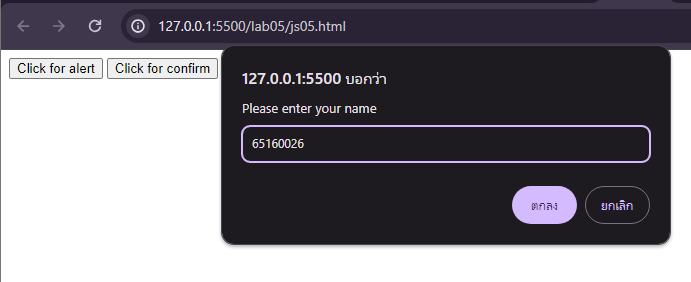 127.0.0.1:5500/lab05/js05.html
Click for alert Click for confirm
127.0.0.1:5500 บอกว่า
Please enter your name
65160026
ตกลง ยกเลิก